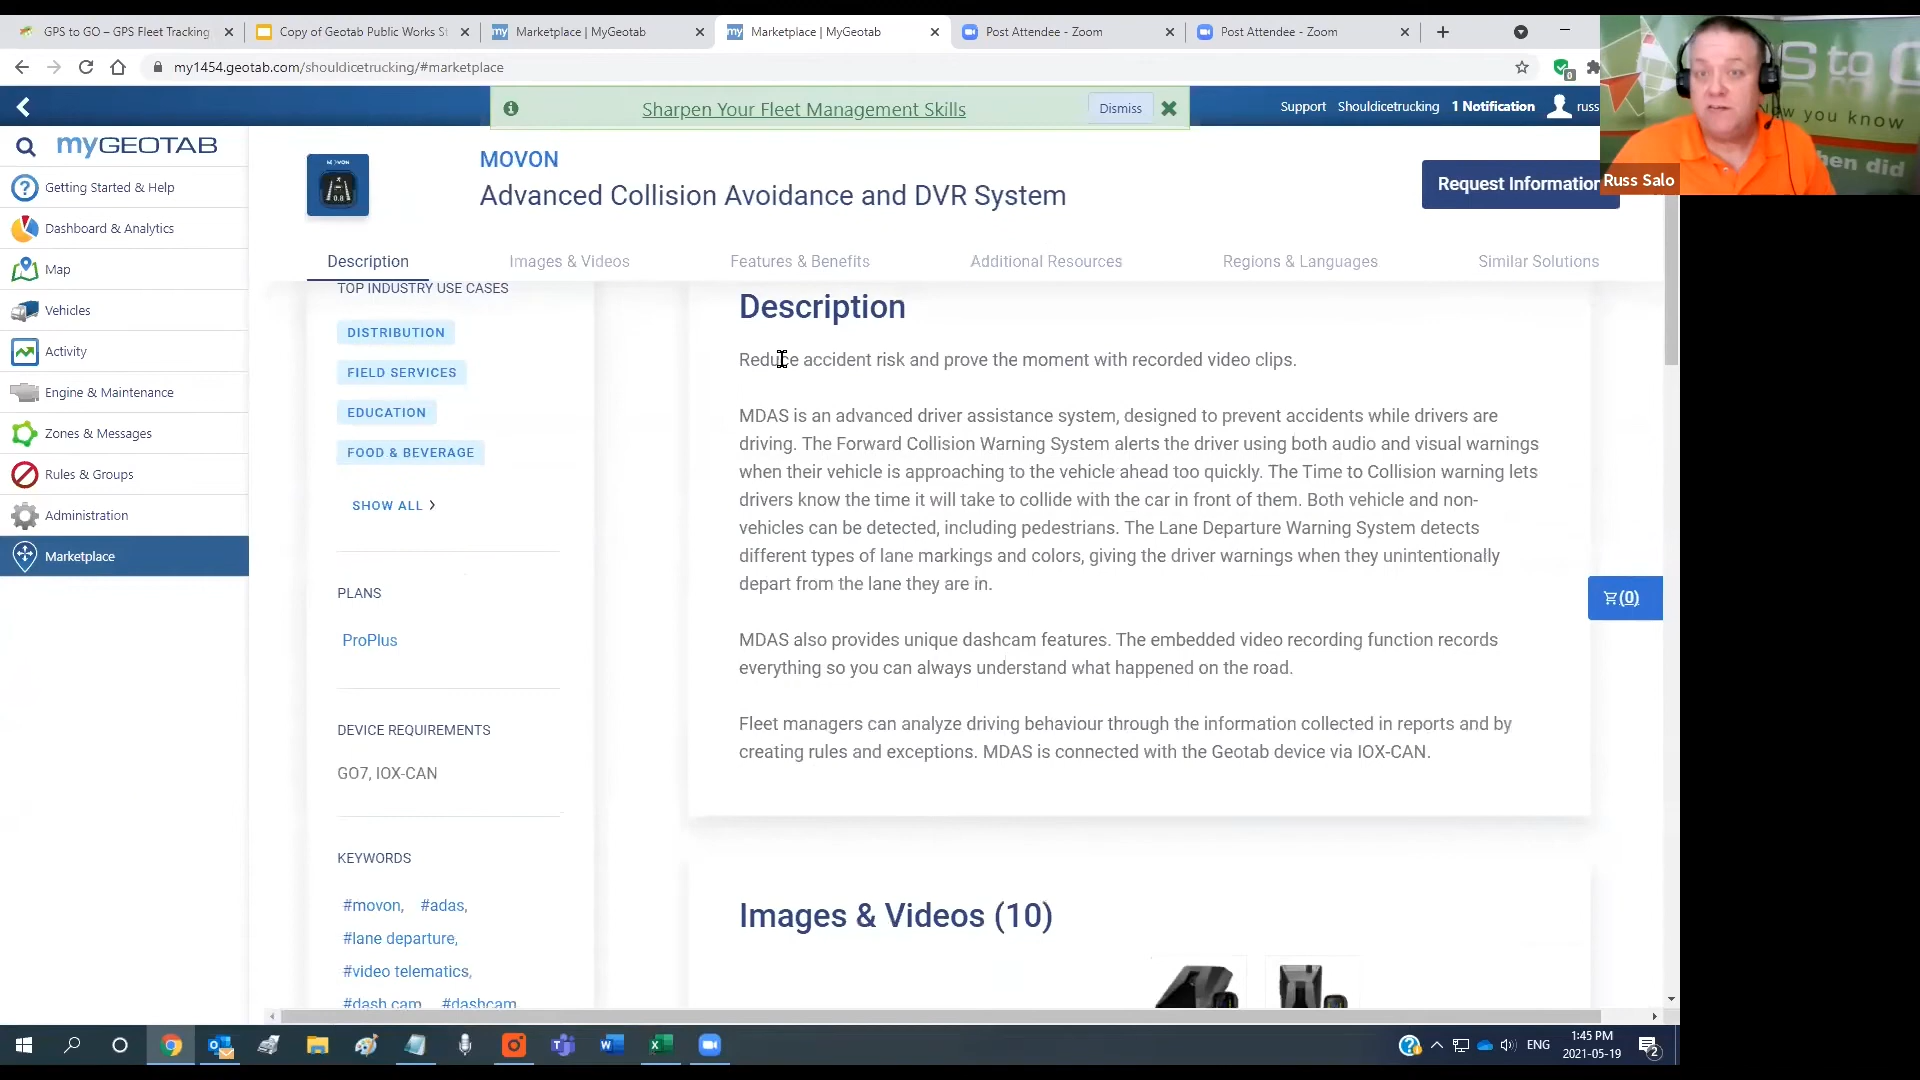 GPS to GO – GPS Fleet Tracking
Copy of Geotab Public Works S
Marketplace | MyGeotab
Marketplace | MyGeotab
Post Attendee - Zoom
Post Attendee - Zoom
my1454.geotab.com/shouldicetrucking/#marketplace
0
Sharpen Your Fleet Management Skills
Dismiss
Support
Shouldicetrucking
1 Notification
russ
S to G
ow you know
hen did
Russ Salo
myGEOTAB
Getting Started & Help
Dashboard & Analytics
Map
Vehicles
Activity
Engine & Maintenance
Zones & Messages
Rules & Groups
Administration
Marketplace
MOVON
0.8
MOVON
Advanced Collision Avoidance and DVR System
Request Information
Description
Images & Videos
Features & Benefits
Additional Resources
Regions & Languages
Similar Solutions
TOP INDUSTRY USE CASES
DISTRIBUTION
FIELD SERVICES
EDUCATION
FOOD & BEVERAGE
SHOW ALL
PLANS
ProPlus
DEVICE REQUIREMENTS
GO7, IOX-CAN
KEYWORDS
#movon, #adas,
#lane departure,
#video telematics,
#dash cam #dashcam
Description
Reduce accident risk and prove the moment with recorded video clips.
MDAS is an advanced driver assistance system, designed to prevent accidents while drivers are
driving. The Forward Collision Warning System alerts the driver using both audio and visual warnings
when their vehicle is approaching to the vehicle ahead too quickly. The Time to Collision warning lets
drivers know the time it will take to collide with the car in front of them. Both vehicle and non-
vehicles can be detected, including pedestrians. The Lane Departure Warning System detects
different types of lane markings and colors, giving the driver warnings when they unintentionally
depart from the lane they are in.
MDAS also provides unique dashcam features. The embedded video recording function records
everything so you can always understand what happened on the road.
Fleet managers can analyze driving behaviour through the information collected in reports and by
creating rules and exceptions. MDAS is connected with the Geotab device via IOX-CAN.
(0)
Images & Videos (10)
ENG
1:45 PM
2021-05-19
2